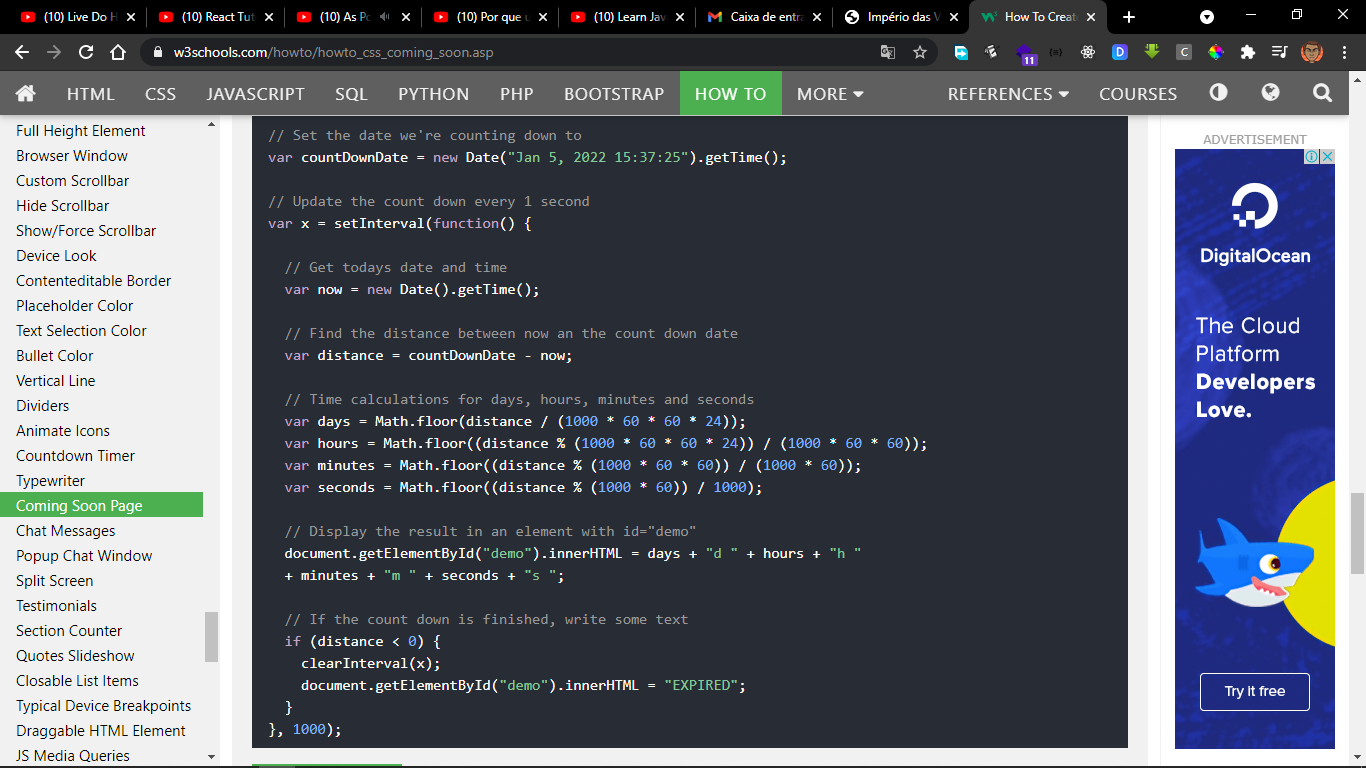 (10) Live Do H
(10) React Tut
(10) As Po
(10) Por que u
(10) Learn Jav
Caixa de entra
Império das V
How To Creat
w3schools.com/howto/howto_css_coming_soon.asp
11
HTML CSS JAVASCRIPT SQL PYTHON PHP BOOTSTRAP HOW TO MORE REFERENCES COURSES
Full Height Element
Browser Window
Custom Scrollbar
Hide Scrollbar
Show/Force Scrollbar
Device Look
Contenteditable Border
Placeholder Color
Text Selection Color
Bullet Color
Vertical Line
Dividers
Animate Icons
Countdown Timer
Typewriter
Coming Soon Page
Chat Messages
Popup Chat Window
Split Screen
Testimonials
Section Counter
Quotes Slideshow
Closable List Items
Typical Device Breakpoints
Draggable HTML Element
JS Media Queries
// Set the date we're counting down to
var countDownDate = new Date("Jan 5, 2022 15:37:25").getTime();
// Update the count down every 1 second
var x = setInterval(function() {
// Get todays date and time
var now = new Date().getTime();
// Find the distance between now an the count down date
var distance = countDownDate - now;
// Time calculations for days, hours, minutes and seconds
var days = Math.floor(distance / (1000 * 60 * 60 * 24));
var hours = Math.floor((distance % (1000 * 60 * 60 * 24)) / (1000 * 60 * 60));
var minutes = Math.floor((distance % (1000 * 60 * 60)) / (1000 * 60));
var seconds = Math.floor((distance % (1000 * 60)) / 1000);
// Display the result in an element with id="demo"
document.getElementById("demo").innerHTML = days + "d " + hours + "h "
+ minutes + "m " + seconds + "s ";
// If the count down is finished, write some text
if (distance < 0) {
clearInterval(x);
document.getElementById("demo").innerHTML = "EXPIRED";
}
}, 1000);
ADVERTISEMENT
DigitalOcean
The Cloud
Platform
Developers
Love.
Try It free